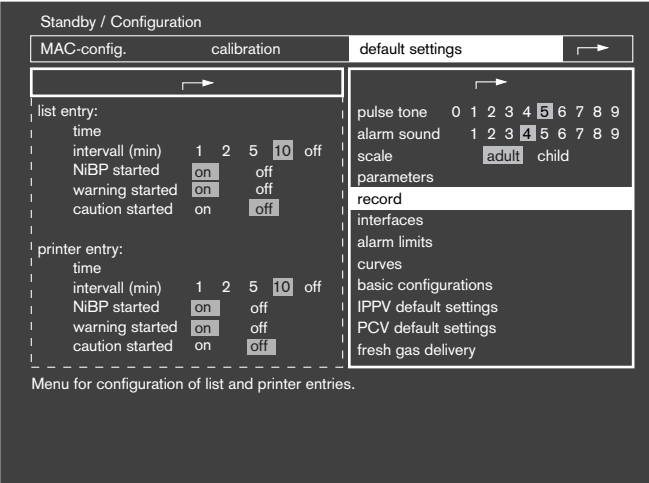 Standby / Configuration
MAC-config. calibration default settings
list entry:
time
intervall (min) 1 2 5 10 off
NiBP started on off
warning started on off
caution started on off
printer entry:
time
intervall (min) 1 2 5 10 off
NiBP started on off
warning started on off
caution started on off
pulse tone 0 1 2 3 4 5 6 7 8 9
alarm sound 1 2 3 4 5 6 7 8 9
scale adult child
parameters
record
interfaces
alarm limits
curves
basic configurations
IPPV default settings
PCV default settings
fresh gas delivery
Menu for configuration of list and printer entries.